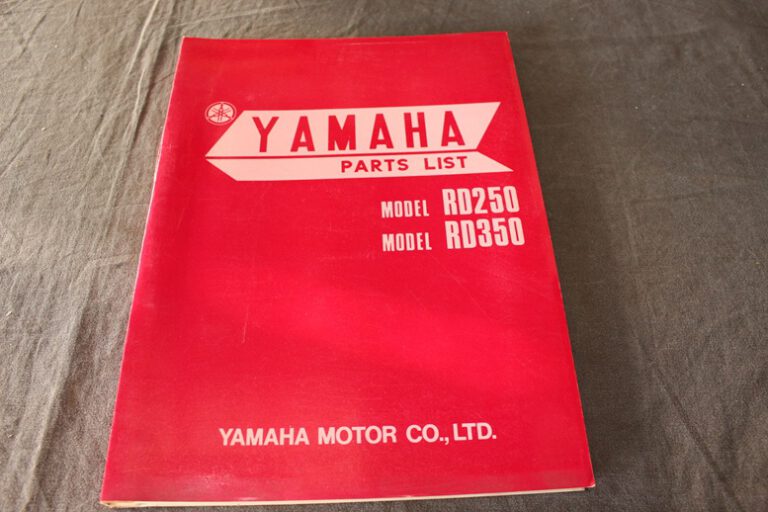 YAMAHA
PARTS LIST
MODEL RD250
MODEL RD350
YAMAHA MOTOR CO., LTD.